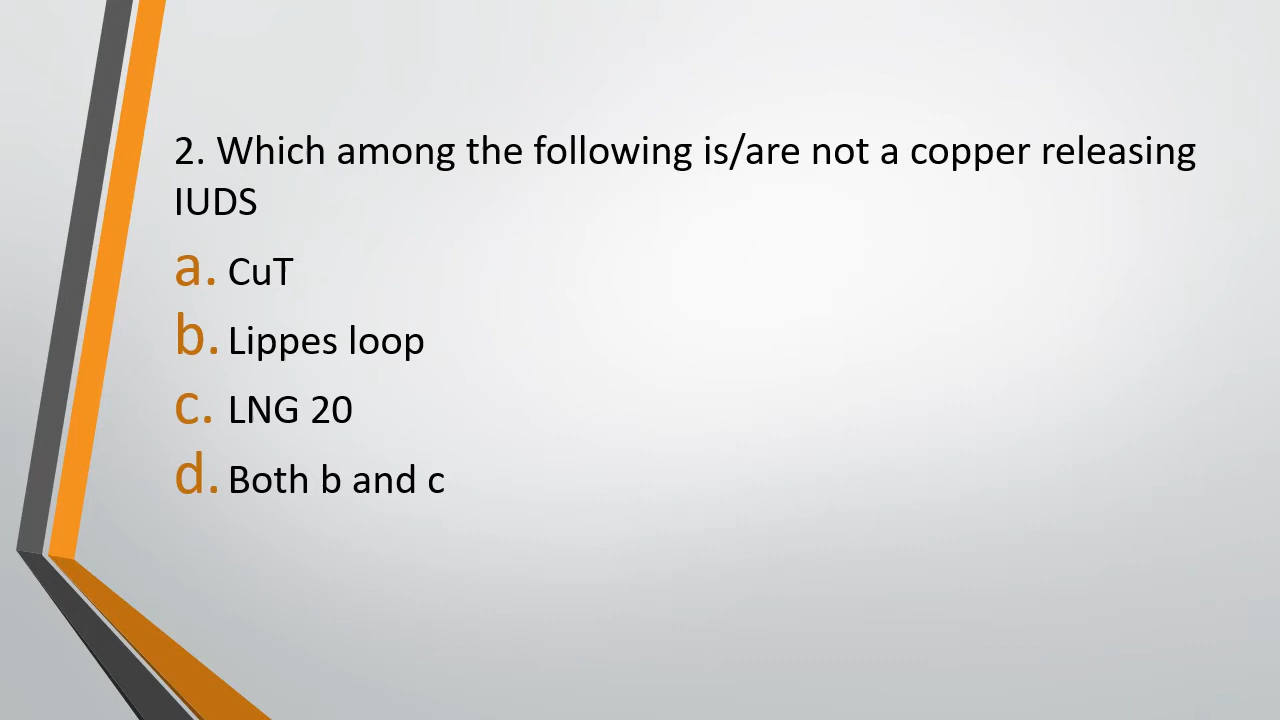 2. Which among the following is/are not a copper releasing
IUDS
a. CuT
b. Lippes loop
c. LNG 20
d. Both b and c